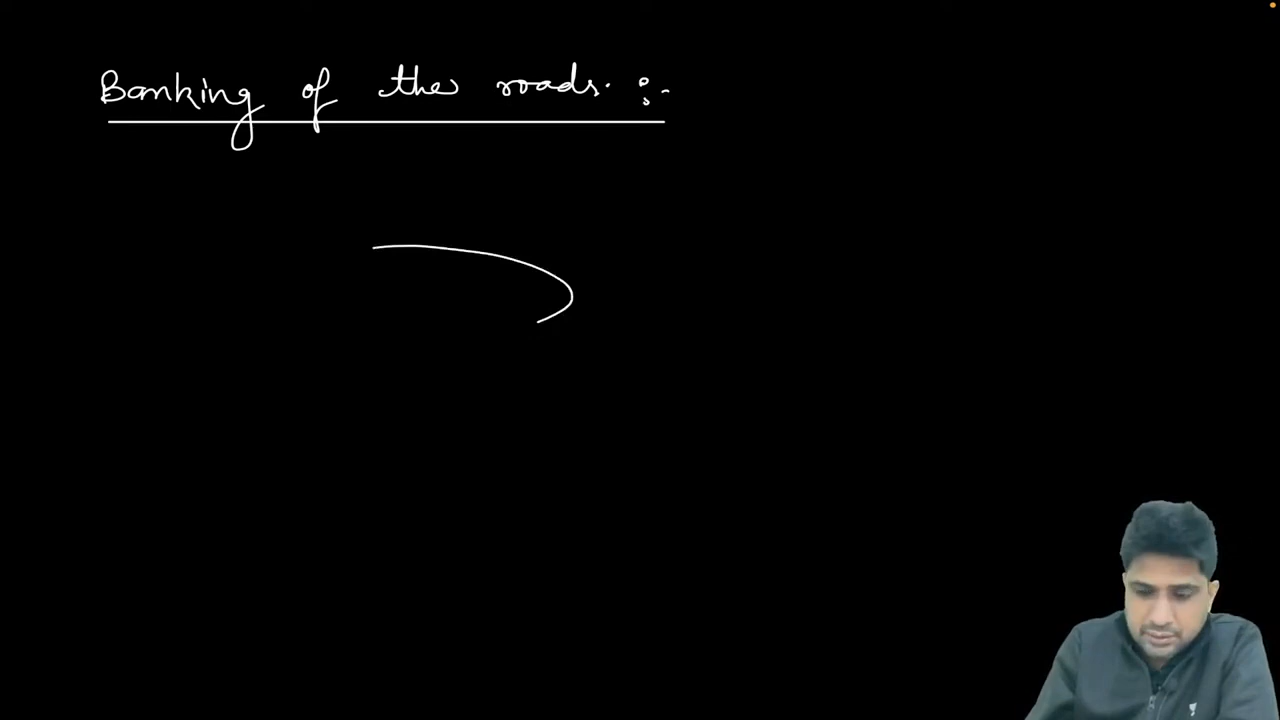 Banking of the roads. :-